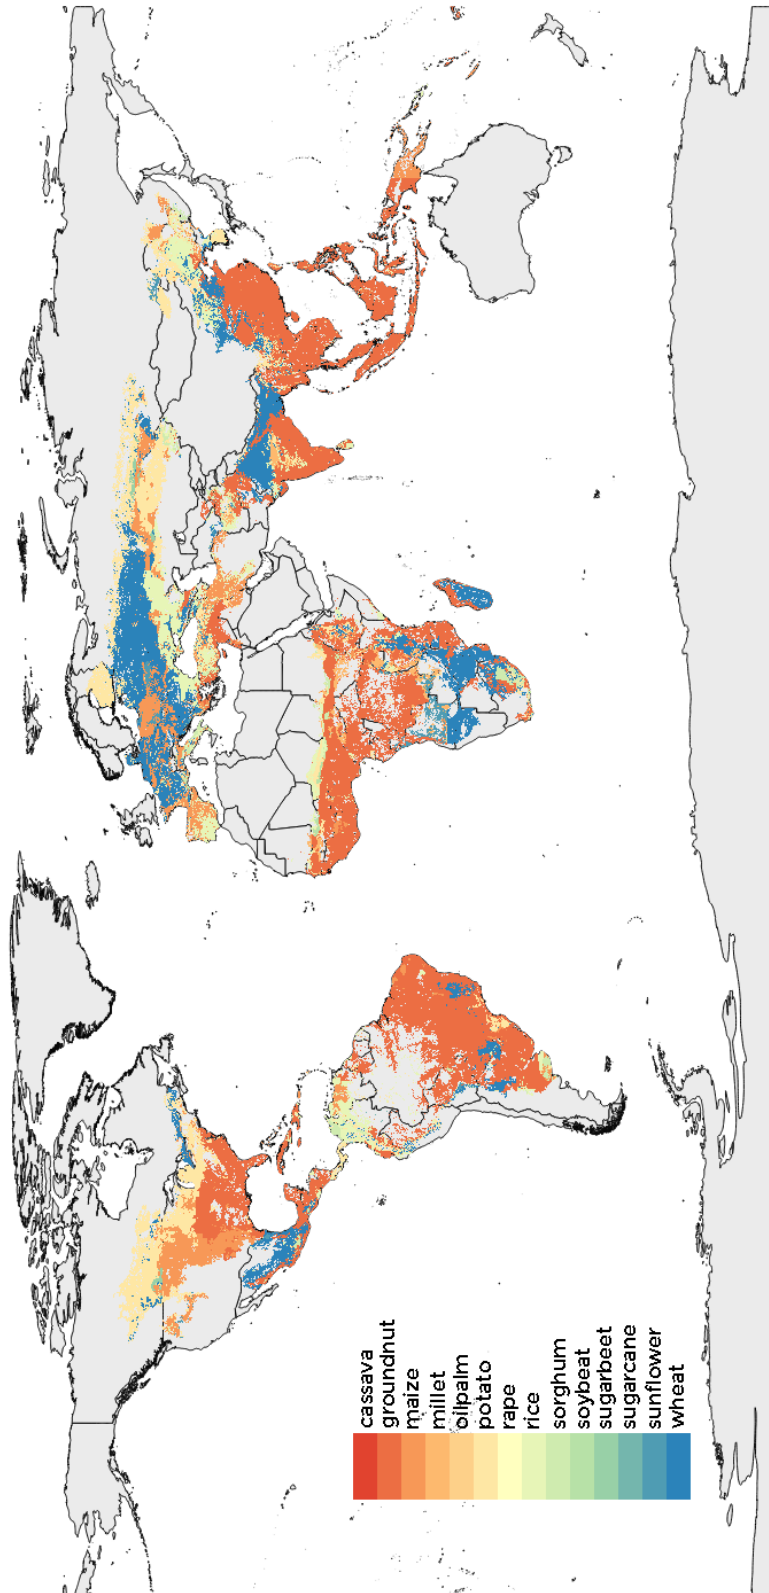 cassava
groundnut
maize
millet
oilpalm
potato
rape
rice
sorghum
soybeat
sugarbeet
sugarcane
sunflower
wheat